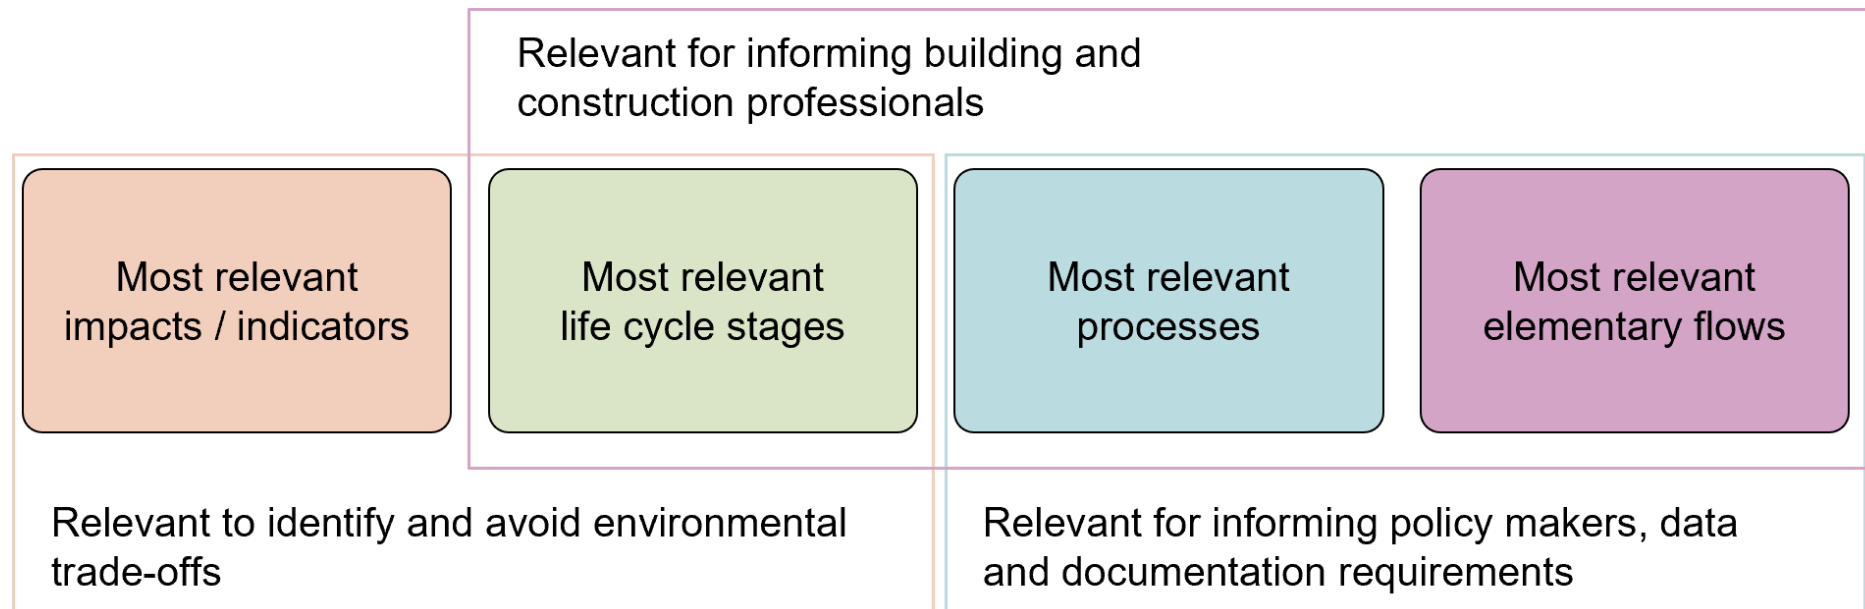 Relevant for informing building and
construction professionals
Most relevant
impacts / indicators
Most relevant
life cycle stages
Most relevant
processes
Most relevant
elementary flows
Relevant to identify and avoid environmental
trade-offs
Relevant for informing policy makers, data
and documentation requirements